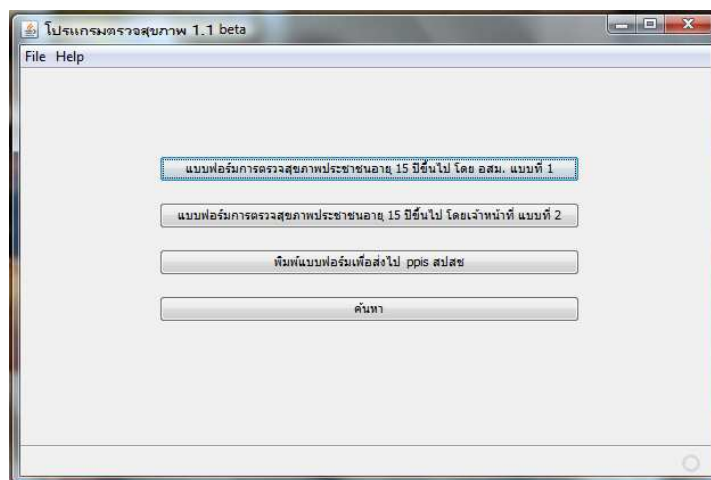 โปรแกรมตรวจสุขภาพ 1.1 beta
File Help
แบบฟอร์มการตรวจสุขภาพประชาชนอายุ 15 ปีขึ้นไป โดย อสม. แบบที่ 1
แบบฟอร์มการตรวจสุขภาพประชาชนอายุ 15 ปีขึ้นไป โดยเจ้าหน้าที่ แบบที่ 2
พิมพ์แบบฟอร์มเพื่อส่งไป ppis สปสช
ค้นหา